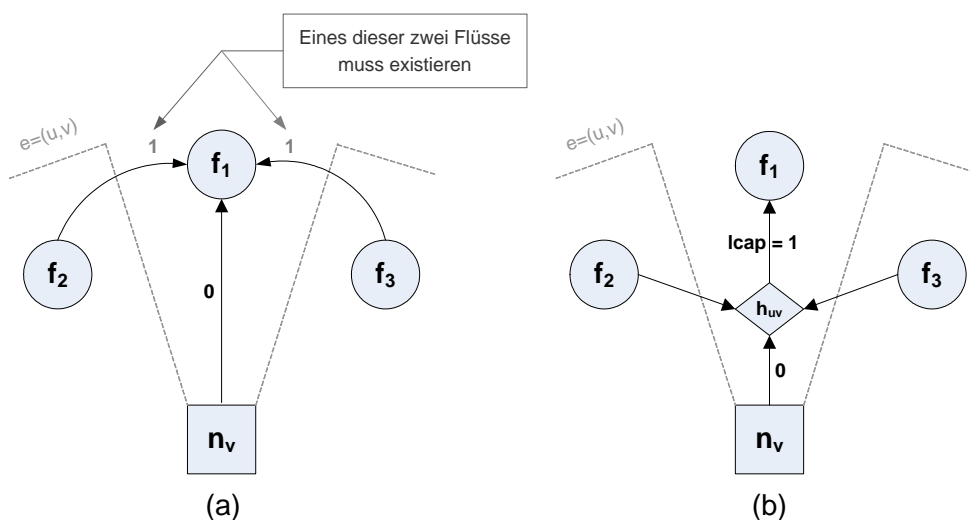 Eines dieser zwei Flüsse
muss existieren
e=(u,v)
1
1
f1
f2
f3
0
nv
(a)
e=(u,v)
f1
lcap = 1
f2
f3
huv
0
nv
(b)